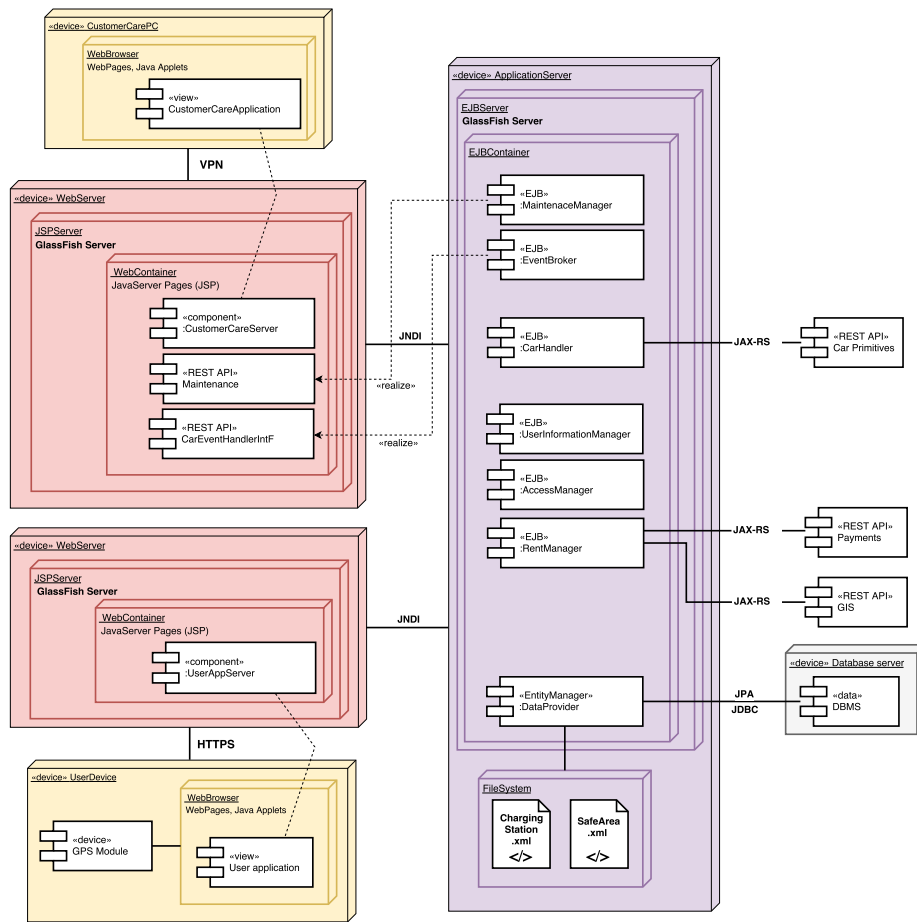 «device» CustomerCarePC
WebBrowser
WebPages, Java Applets
«view»
CustomerCareApplication
VPN
«device» WebServer
JSPServer
GlassFish Server
WebContainer
JavaServer Pages (JSP)
«component»
:CustomerCareServer
«REST API»
Maintenance
«REST API»
CarEventHandlerIntF
«realize»
«realize»
JNDI
«device» WebServer
JSPServer
GlassFish Server
WebContainer
JavaServer Pages (JSP)
«component»
:UserAppServer
JNDI
HTTPS
«device» UserDevice
WebBrowser
WebPages, Java Applets
«device»
GPS Module
«view»
User application
«device» ApplicationServer
EJBServer
GlassFish Server
EJBContainer
«EJB»
:MaintenaceManager
«EJB»
:EventBroker
«EJB»
:CarHandler
«EJB»
:UserInformationManager
«EJB»
:AccessManager
«EJB»
:RentManager
«EntityManager»
:DataProvider
FileSystem
Charging
Station
.xml
</>
SafeArea
.xml
</>
JAX-RS
«REST API»
Car Primitives
JAX-RS
«REST API»
Payments
JAX-RS
«REST API»
GIS
JPA
JDBC
«device» Database server
«data»
DBMS